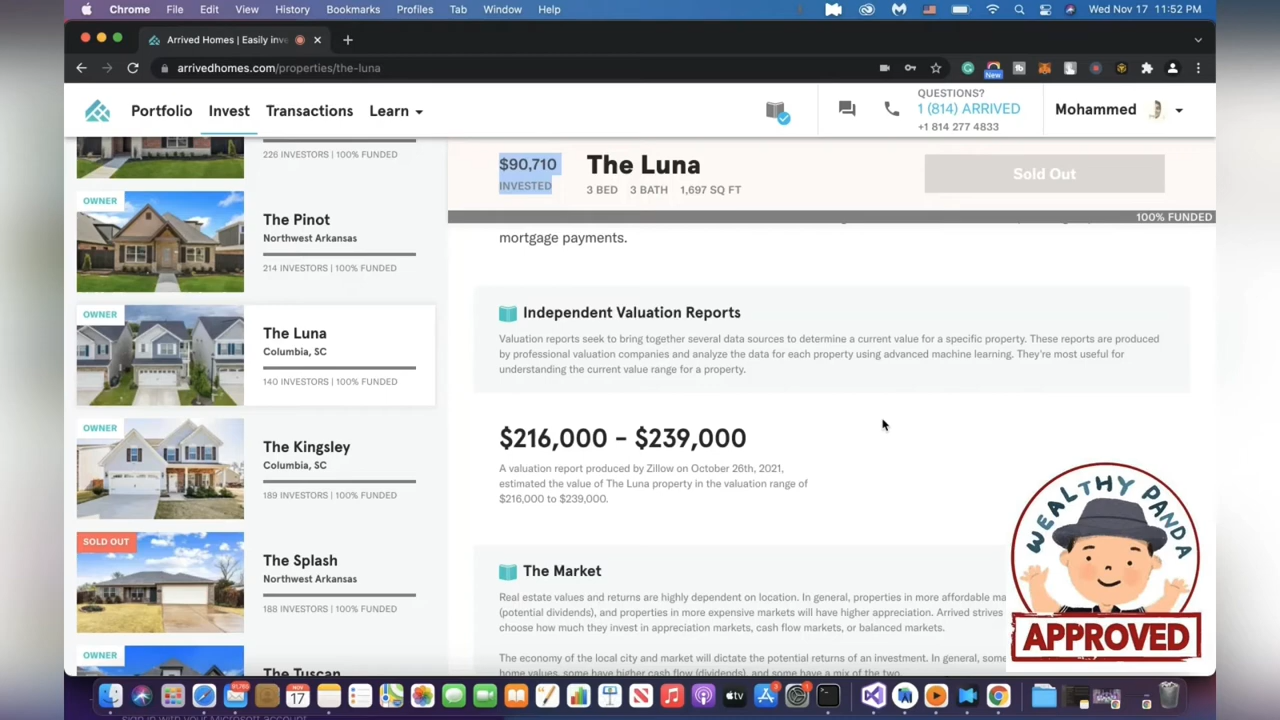 Chrome File Edit View History Bookmarks Profiles Tab Window Help
Wed Nov 17 11:52 PM
Arrived Homes | Easily inve
arrivedhomes.com/properties/the-luna
New
Portfolio Invest Transactions Learn
QUESTIONS?
1 (814) ARRIVED
+1 814 277 4833
Mohammed
226 INVESTORS | 100% FUNDED
OWNER
The Pinot
Northwest Arkansas
214 INVESTORS | 100% FUNDED
OWNER
The Luna
Columbia, SC
140 INVESTORS | 100% FUNDED
OWNER
The Kingsley
Columbia, SC
189 INVESTORS | 100% FUNDED
SOLD OUT
The Splash
Northwest Arkansas
188 INVESTORS | 100% FUNDED
OWNER
The Tuscan
$90,710
INVESTED
The Luna
3 BED 3 BATH 1,697 SQ FT
Sold Out
100% FUNDED
mortgage payments.
Independent Valuation Reports
Valuation reports seek to bring together several data sources to determine a current value for a specific property. These reports are produced
by professional valuation companies and analyze the data for each property using advanced machine learning. They're most useful for
understanding the current value range for a property.
$216,000 – $239,000
A valuation report produced by Zillow on October 26th, 2021,
estimated the value of The Luna property in the valuation range of
$216,000 to $239,000.
The Market
Real estate values and returns are highly dependent on location. In general, properties in more affordable ma
(potential dividends), and properties in more expensive markets will have higher appreciation. Arrived strives
choose how much they invest in appreciation markets, cash flow markets, or balanced markets.
The economy of the local city and market will dictate the potential returns of an investment. In general, some
WEALTHY PANDA
APPROVED
NOV
17
tv
sign in with your Microsoft account